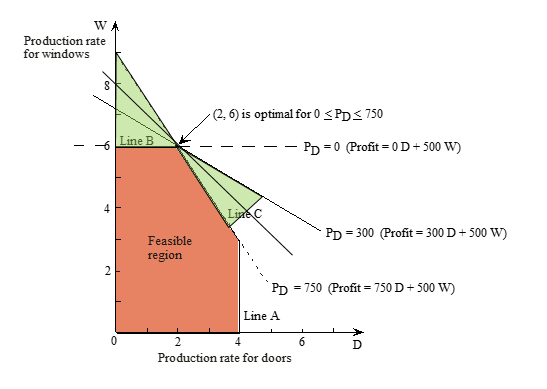 W
Production rate
for windows
8
(2, 6) is optimal for 0 ≤ PD ≤ 750
Line B
6
PD = 0 (Profit = 0 D + 500 W)
4
Line C
PD = 300 (Profit = 300 D + 500 W)
Feasible
region
2
PD = 750 (Profit = 750 D + 500 W)
Line A
0 2 4 6 D
Production rate for doors